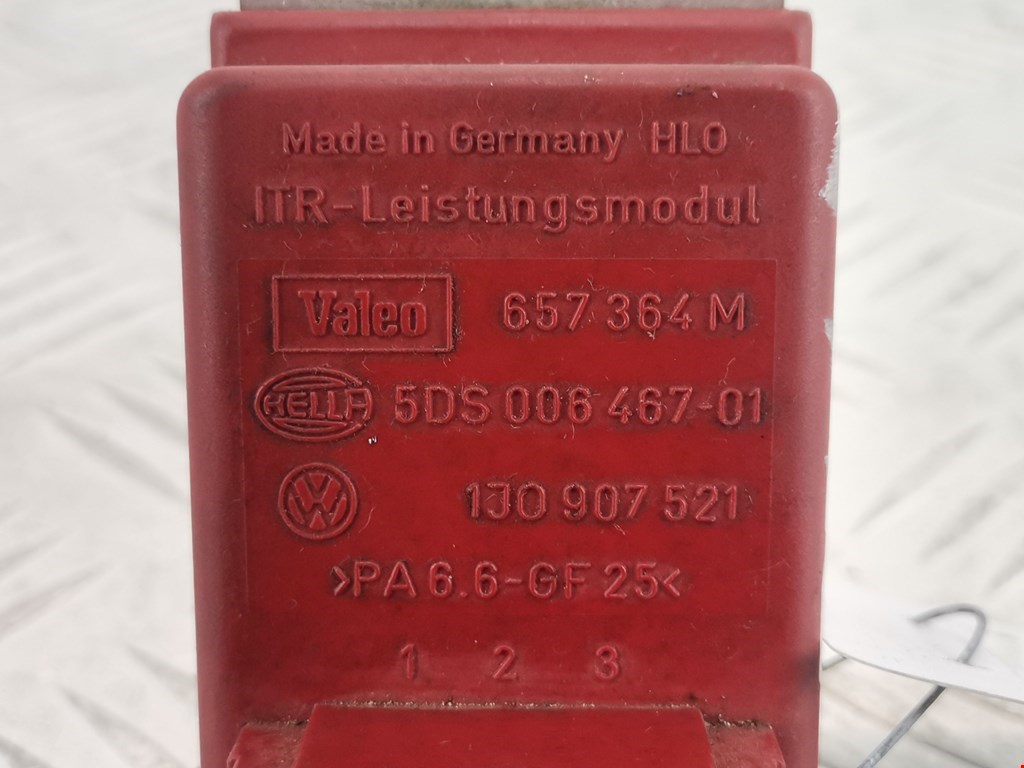 Made in Germany HLO
ITR-Leistungsmodul
Valeo 657 364 M
HELLA 5DS 006 467-01
VW 1J0 907 521
>PA 6.6-GF 25<
1 2 3